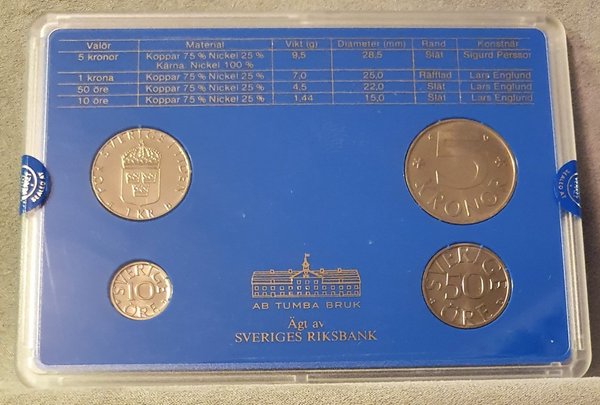 Valör Material Vikt (g) Diameter (mm) Rand Konstnär
5 kronor Koppar 75 % Nickel 25 % 9,5 28,5 Slät Sigurd Persson
Kärna: Nickel 100 %
1 krona Koppar 75 % Nickel 25 % 7,0 25,0 Räfflad Lars Englund
50 öre Koppar 75 % Nickel 25 % 4,5 22,0 Slät Lars Englund
10 öre Koppar 75 % Nickel 25 % 1,44 15,0 Slät Lars Englund
FÖR SVERIGE I TIDEN
1 KR
5
KRONOR
SVERIGE
10
ÖRE
SVERIGE
50
ÖRE
AB TUMBA BRUK
Ägt av
SVERIGES RIKSBANK